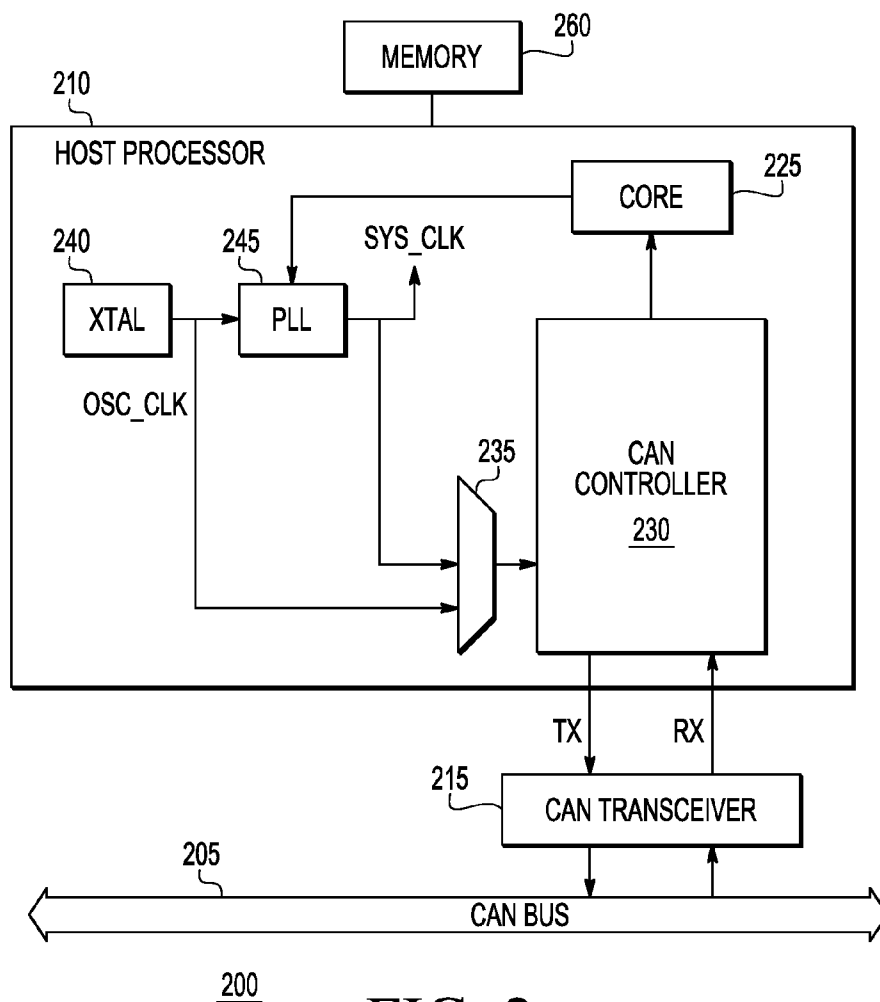 260
MEMORY
210
HOST PROCESSOR
225
CORE
SYS_CLK
240
245
XTAL
PLL
OSC_CLK
235
CAN
CONTROLLER
230
TX
RX
215
CAN TRANSCEIVER
205
CAN BUS
200